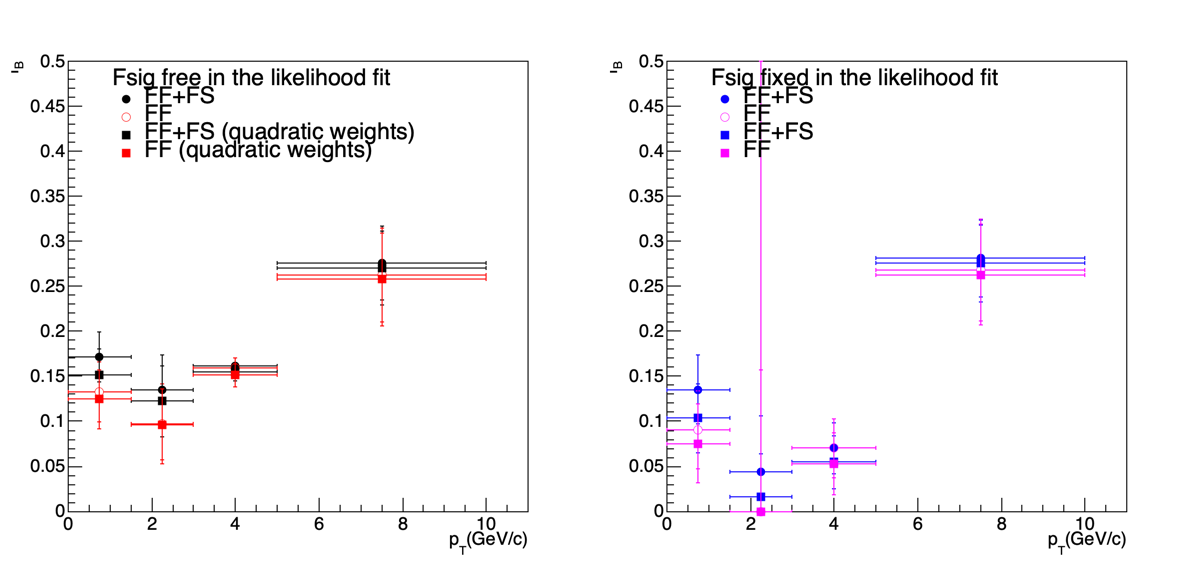 Fsig free in the likelihood fit
FF+FS
FF
FF+FS (quadratic weights)
FF (quadratic weights)
0.5
0.45
0.4
0.35
0.3
0.25
0.2
0.15
0.1
0.05
0
0 2 4 6 8 10
pT(GeV/c)
Fsig fixed in the likelihood fit
FF+FS
FF
FF+FS
FF
0.5
0.45
0.4
0.35
0.3
0.25
0.2
0.15
0.1
0.05
0
0 2 4 6 8 10
pT(GeV/c)